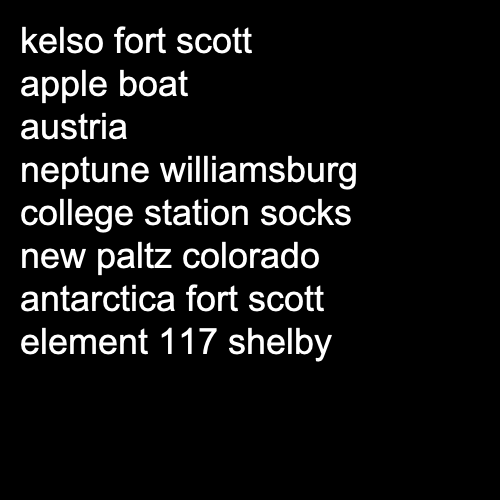 kelso fort scott
apple boat
austria
neptune williamsburg
college station socks
new paltz colorado
antarctica fort scott
element 117 shelby